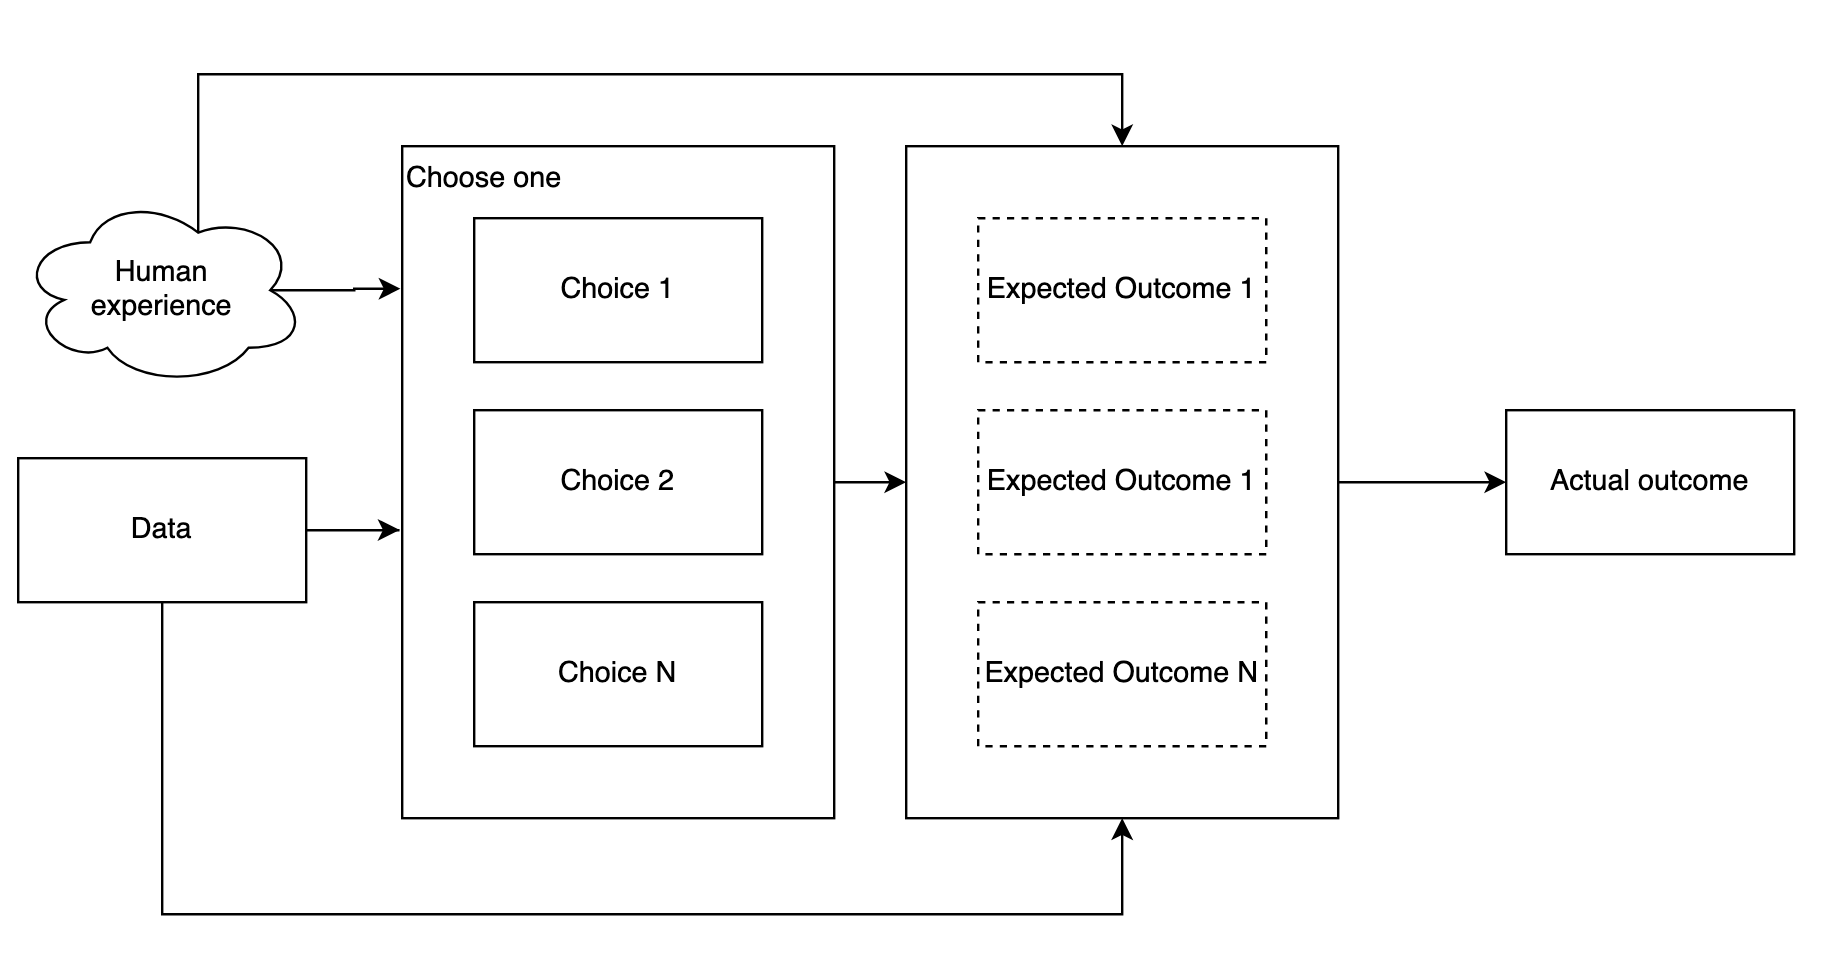 Choose one
Human
experience
Choice 1
Expected Outcome 1
Data
Choice 2
Expected Outcome 1
Actual outcome
Choice N
Expected Outcome N